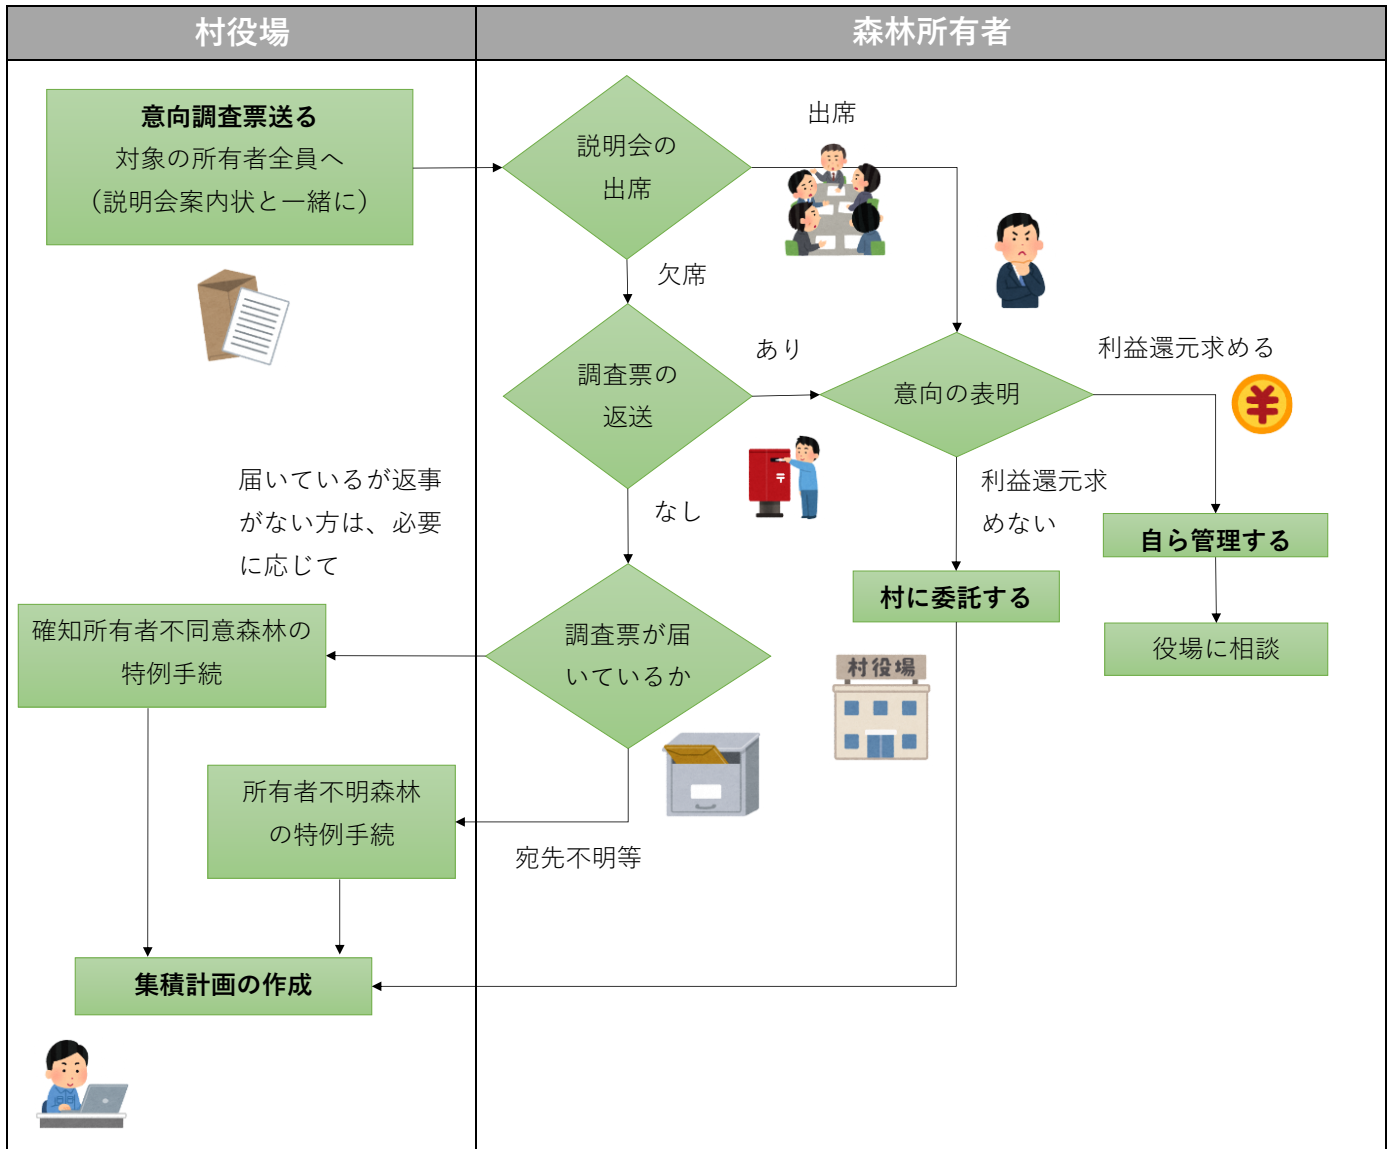 村役場
森林所有者
意向調査票送る
対象の所有者全員へ
(説明会案内状と一緒に)
説明会の
出席
出席
欠席
調査票の
返送
あり
意向の表明
利益還元求める
¥
〒
届いているが返事
がない方は、必要
に応じて
なし
利益還元求
めない
自ら管理する
村に委託する
役場に相談
確知所有者不同意森林の
特例手続
調査票が届
いているか
村役場
所有者不明森林
の特例手続
宛先不明等
集積計画の作成